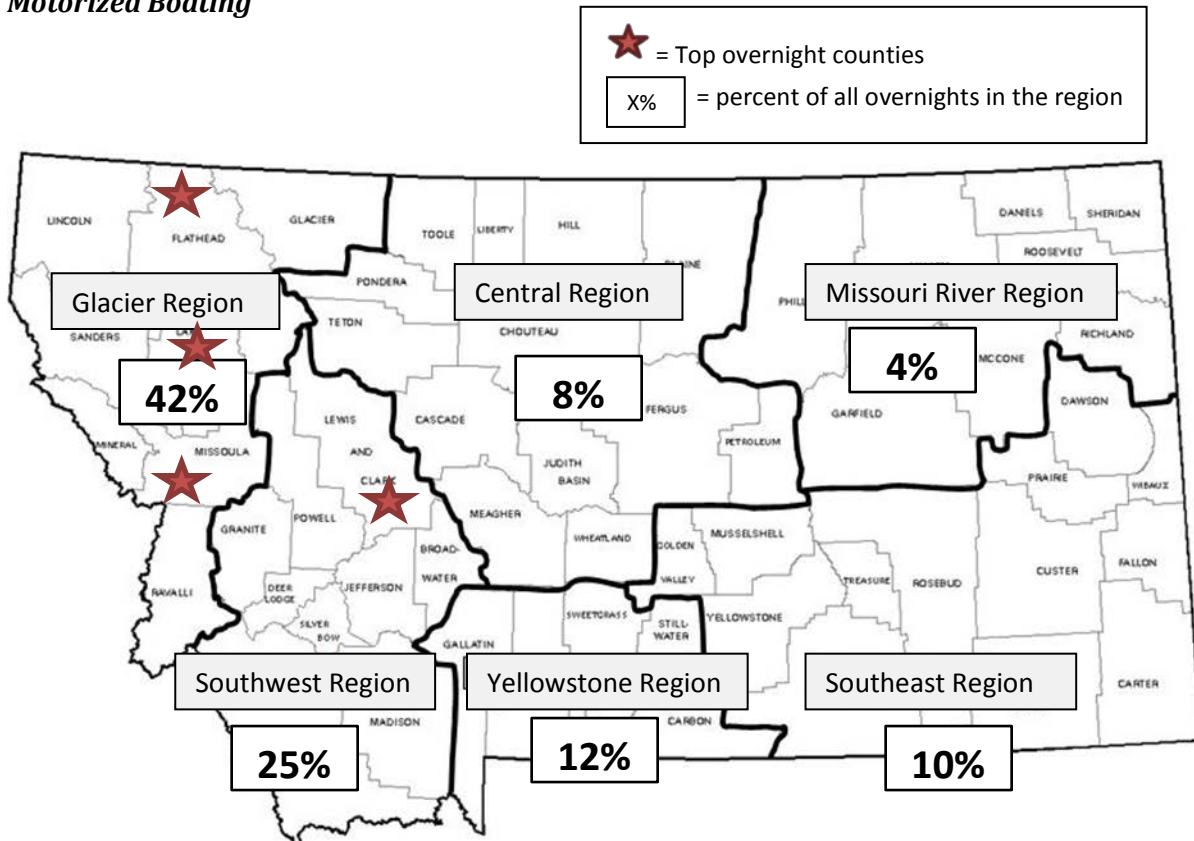 Motorized Boating
= Top overnight counties
X% = percent of all overnights in the region
LINCOLN
FLATHEAD
GLACIER
TOOLE
LIBERTY
HILL
DANIELS
SHERIDAN
ROOSEVELT
PONDERA
Glacier Region
Central Region
Missouri River Region
SANDERS
TETON
CHOUTEAU
RICHLAND
MCCONE
42%
8%
4%
LEWIS
AND
CLARK
CASCADE
FERGUS
PETROLEUM
GARFIELD
DAWSON
MINERAL
MISSOULA
JUDITH
BASIN
PRAIRIE
WIBAUX
GRANITE
POWELL
MEAGHER
WHEATLAND
GOLDEN
VALLEY
MUSSELSHELL
BROAD-
WATER
JEFFERSON
TREASURE
ROSEBUD
CUSTER
FALLON
RAVALLI
DEER
LODGE
SILVER
BOW
GALLATIN
SWEETGRASS
STILL-
WATER
YELLOWSTONE
Southwest Region
Yellowstone Region
Southeast Region
CARTER
MADISON
CARBON
25%
12%
10%